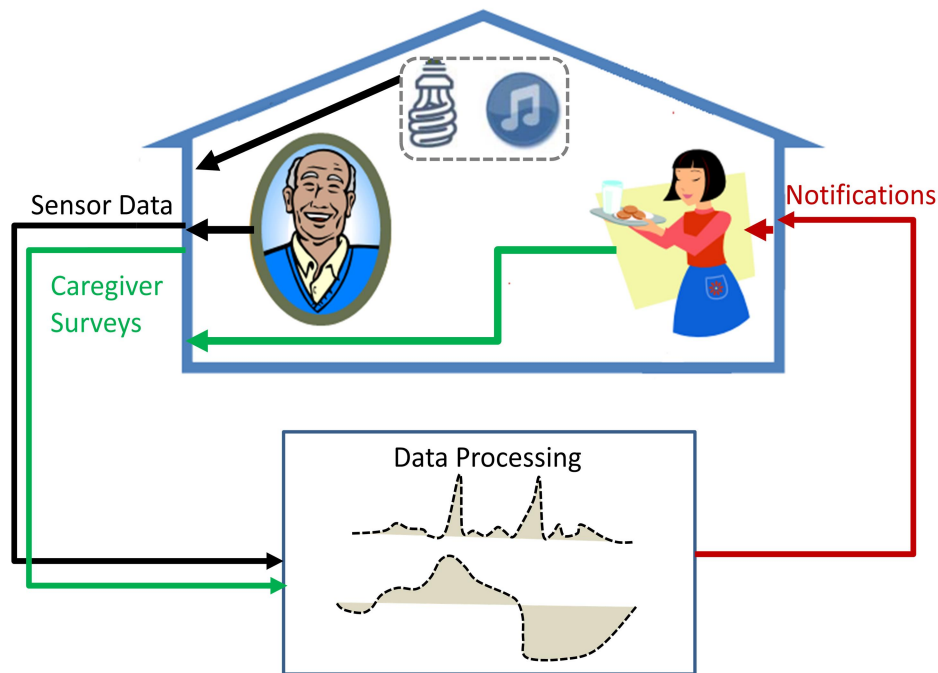 Sensor Data
Notifications
Caregiver
Surveys
Data Processing